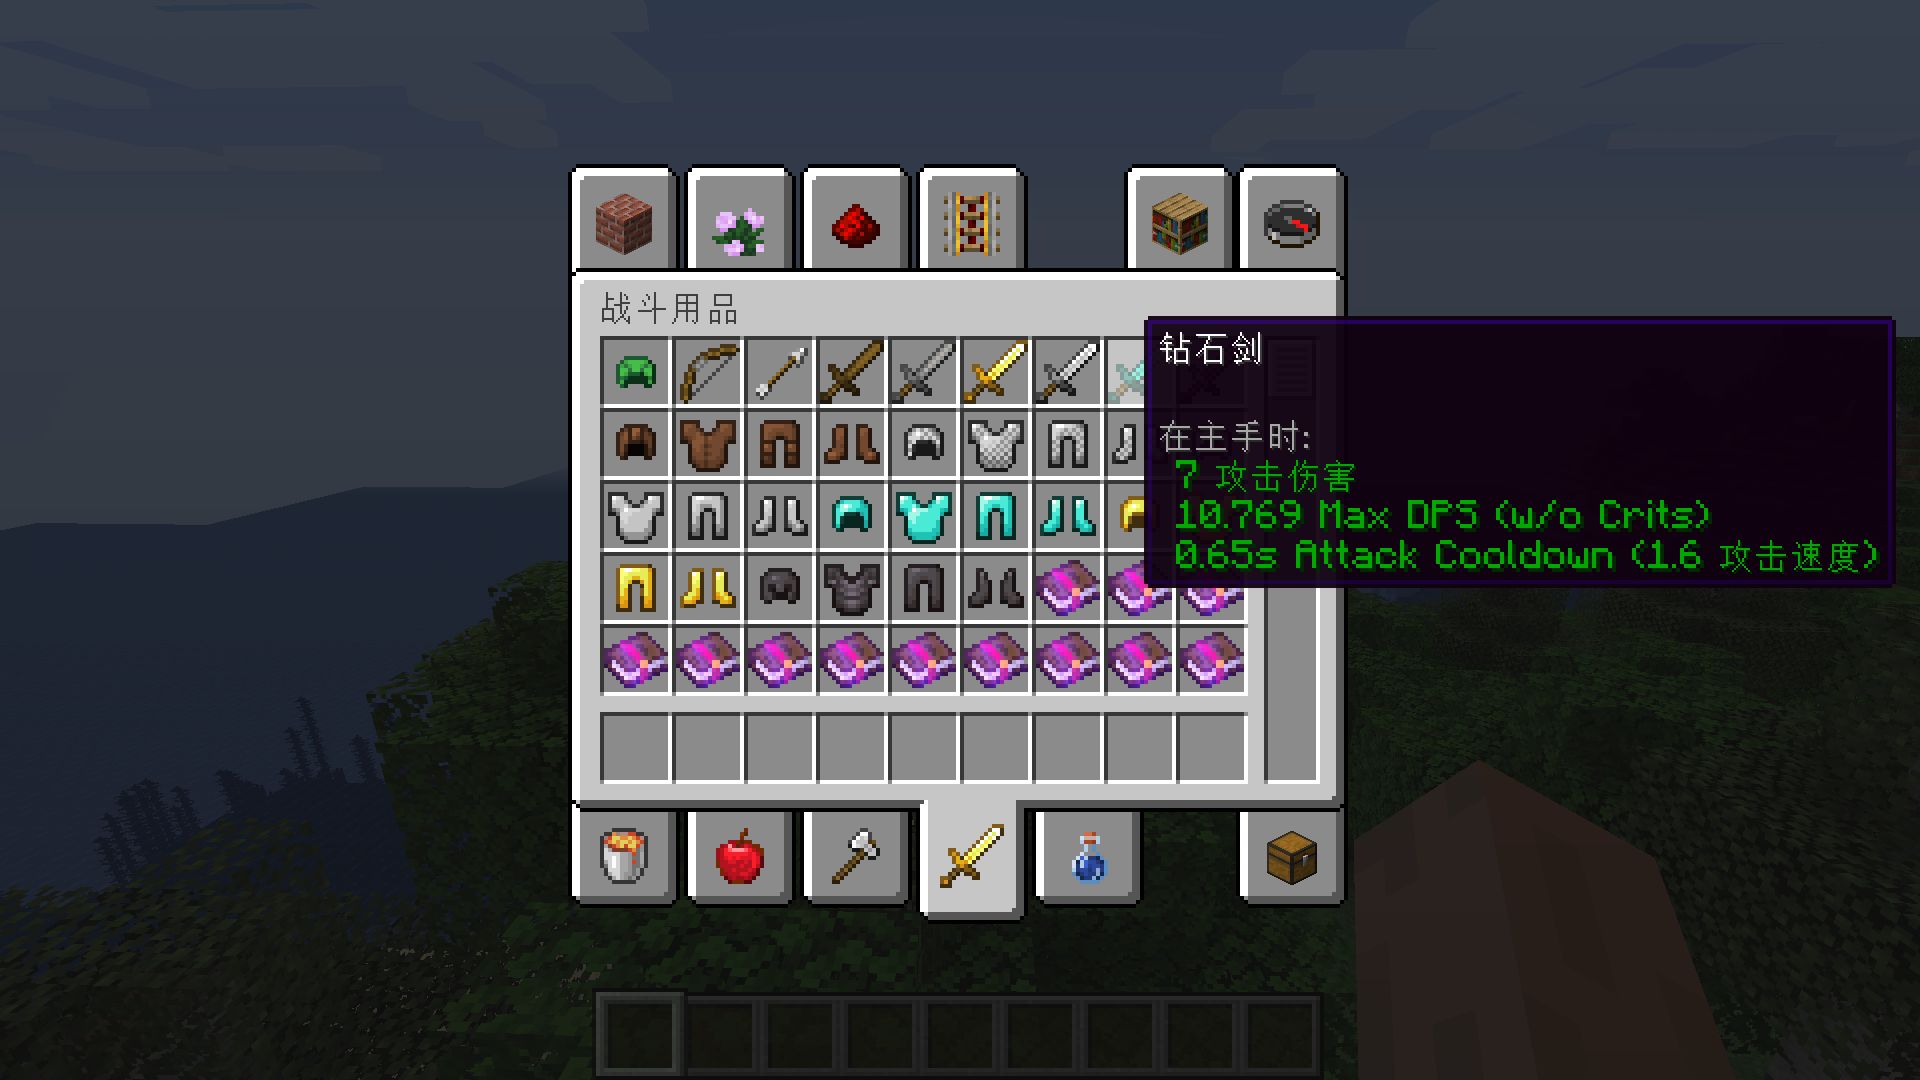 战斗用品
钻石剑
在主手时:
7 攻击伤害
10.769 Max DPS (w/o Crits)
0.65s Attack Cooldown (1.6 攻击速度)